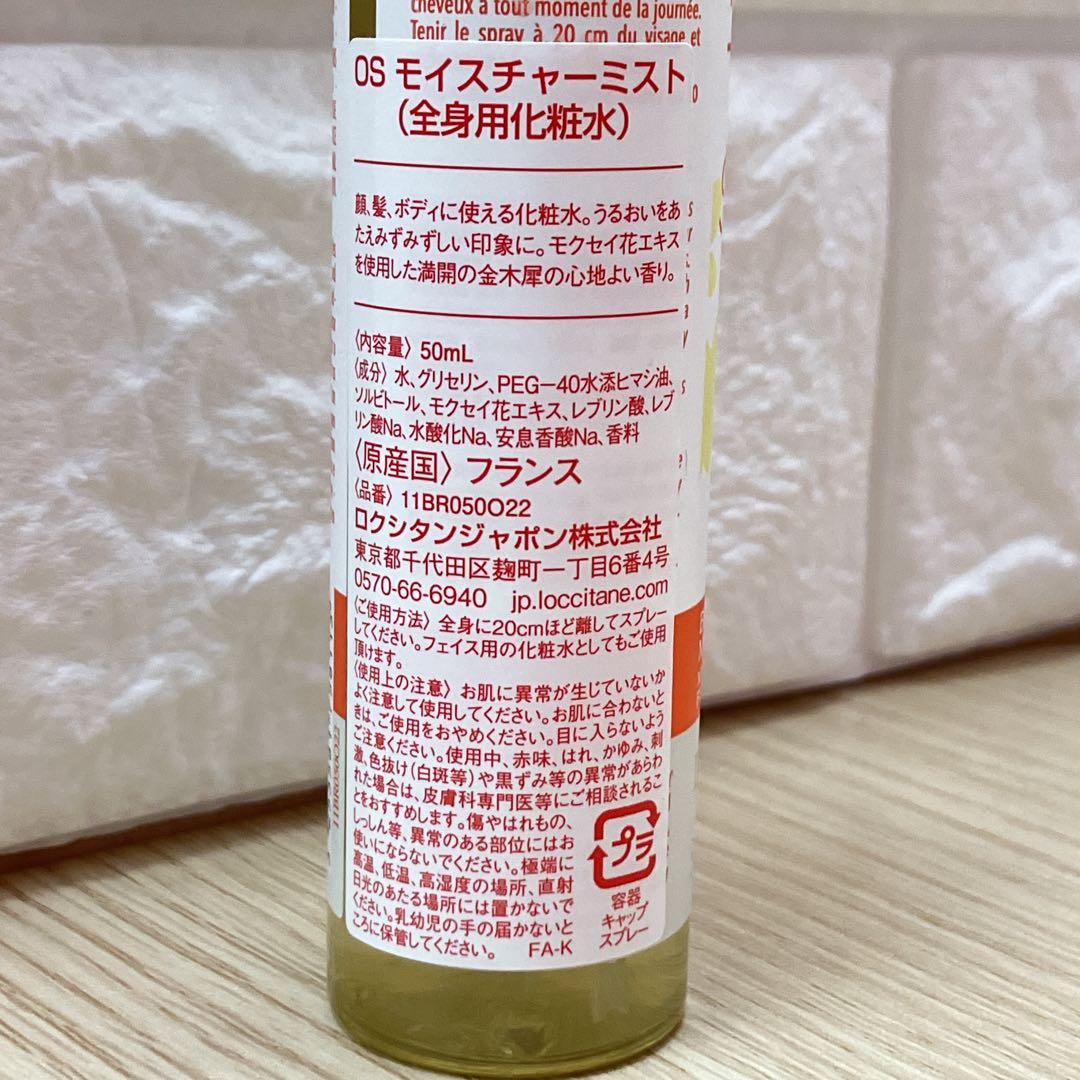 cheveux à tout moment de la journée.
Tenir le spray à 20 cm du visage et
OS モイスチャーミスト
(全身用化粧水)
顔、髪、ボディに使える化粧水。うるおいをあ
たえみずみずしい印象に。モクセイ花エキス
を使用した満開の金木犀の心地よい香り。
〈内容量〉 50mL
〈成分〉 水、グリセリン、PEG-40水添ヒマシ油、
ソルビトール、モクセイ花エキス、レブリン酸、レブ
リン酸Na、水酸化Na、安息香酸Na、香料
〈原産国〉 フランス
〈品番〉 11BR050O22
ロクシタンジャポン株式会社
東京都千代田区麹町一丁目6番4号
0570-66-6940 jp.loccitane.com
〈ご使用方法〉 全身に20cmほど離してスプレー
してください。フェイス用の化粧水としてもご使用
頂けます。
〈使用上の注意〉 お肌に異常が生じていないか
よく注意して使用してください。お肌に合わないと
きは、ご使用をおやめください。目に入らないよう
ご注意ください。使用中、赤味、はれ、かゆみ、刺
激、色抜け(白斑等)や黒ずみ等の異常があらわ
れた場合は、皮膚科専門医等にご相談されるこ
とをおすすめします。傷やはれもの、
しっしん等、異常のある部位にはお
使いにならないでください。極端に
高温、低温、高湿度の場所、直射
日光のあたる場所には置かないで
ください。乳幼児の手の届かないと
ころに保管してください。 FA-K
プラ
容器
キャップ
スプレー